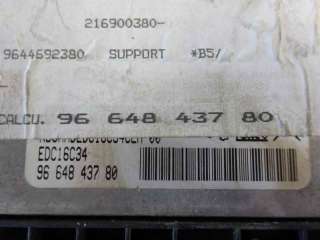 216900380-
9644692380 SUPPORT *B5/
CALCU. 96 648 437 80
EDC16C34
96 648 437 80